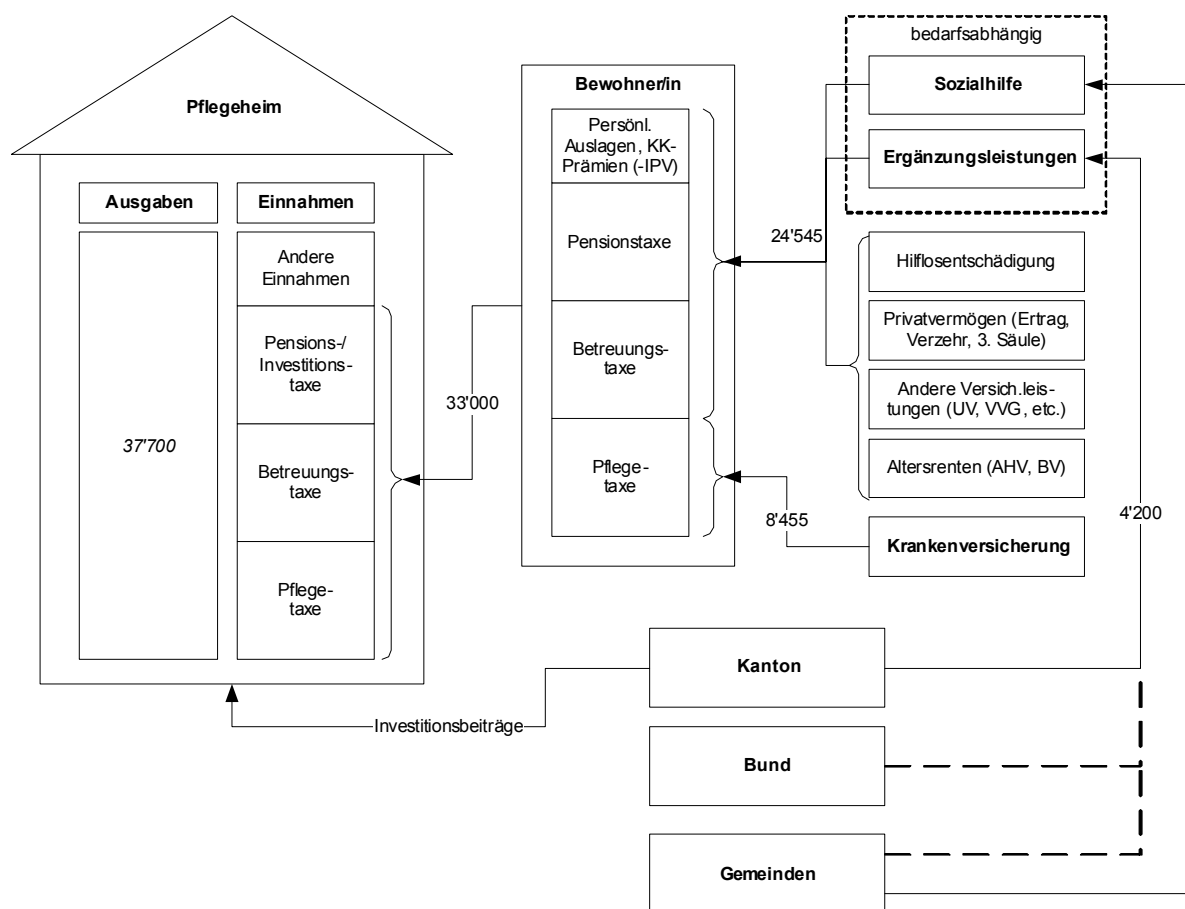 Pflegeheim
Ausgaben
Einnahmen
37'700
Andere
Einnahmen
Pensions-/
Investitions-
taxe
Betreuungs-
taxe
Pflege-
taxe
33'000
Bewohner/in
Persönl.
Auslagen, KK-
Prämien (-IPV)
Pensionstaxe
Betreuungs-
taxe
Pflege-
taxe
24'545
8'455
bedarfsabhängig
Sozialhilfe
Ergänzungsleistungen
Hilflosentschädigung
Privatvermögen (Ertrag,
Verzehr, 3. Säule)
Andere Versich.leis-
tungen (UV, VVG, etc.)
Altersrenten (AHV, BV)
Krankenversicherung
4'200
Kanton
Investitionsbeiträge
Bund
Gemeinden